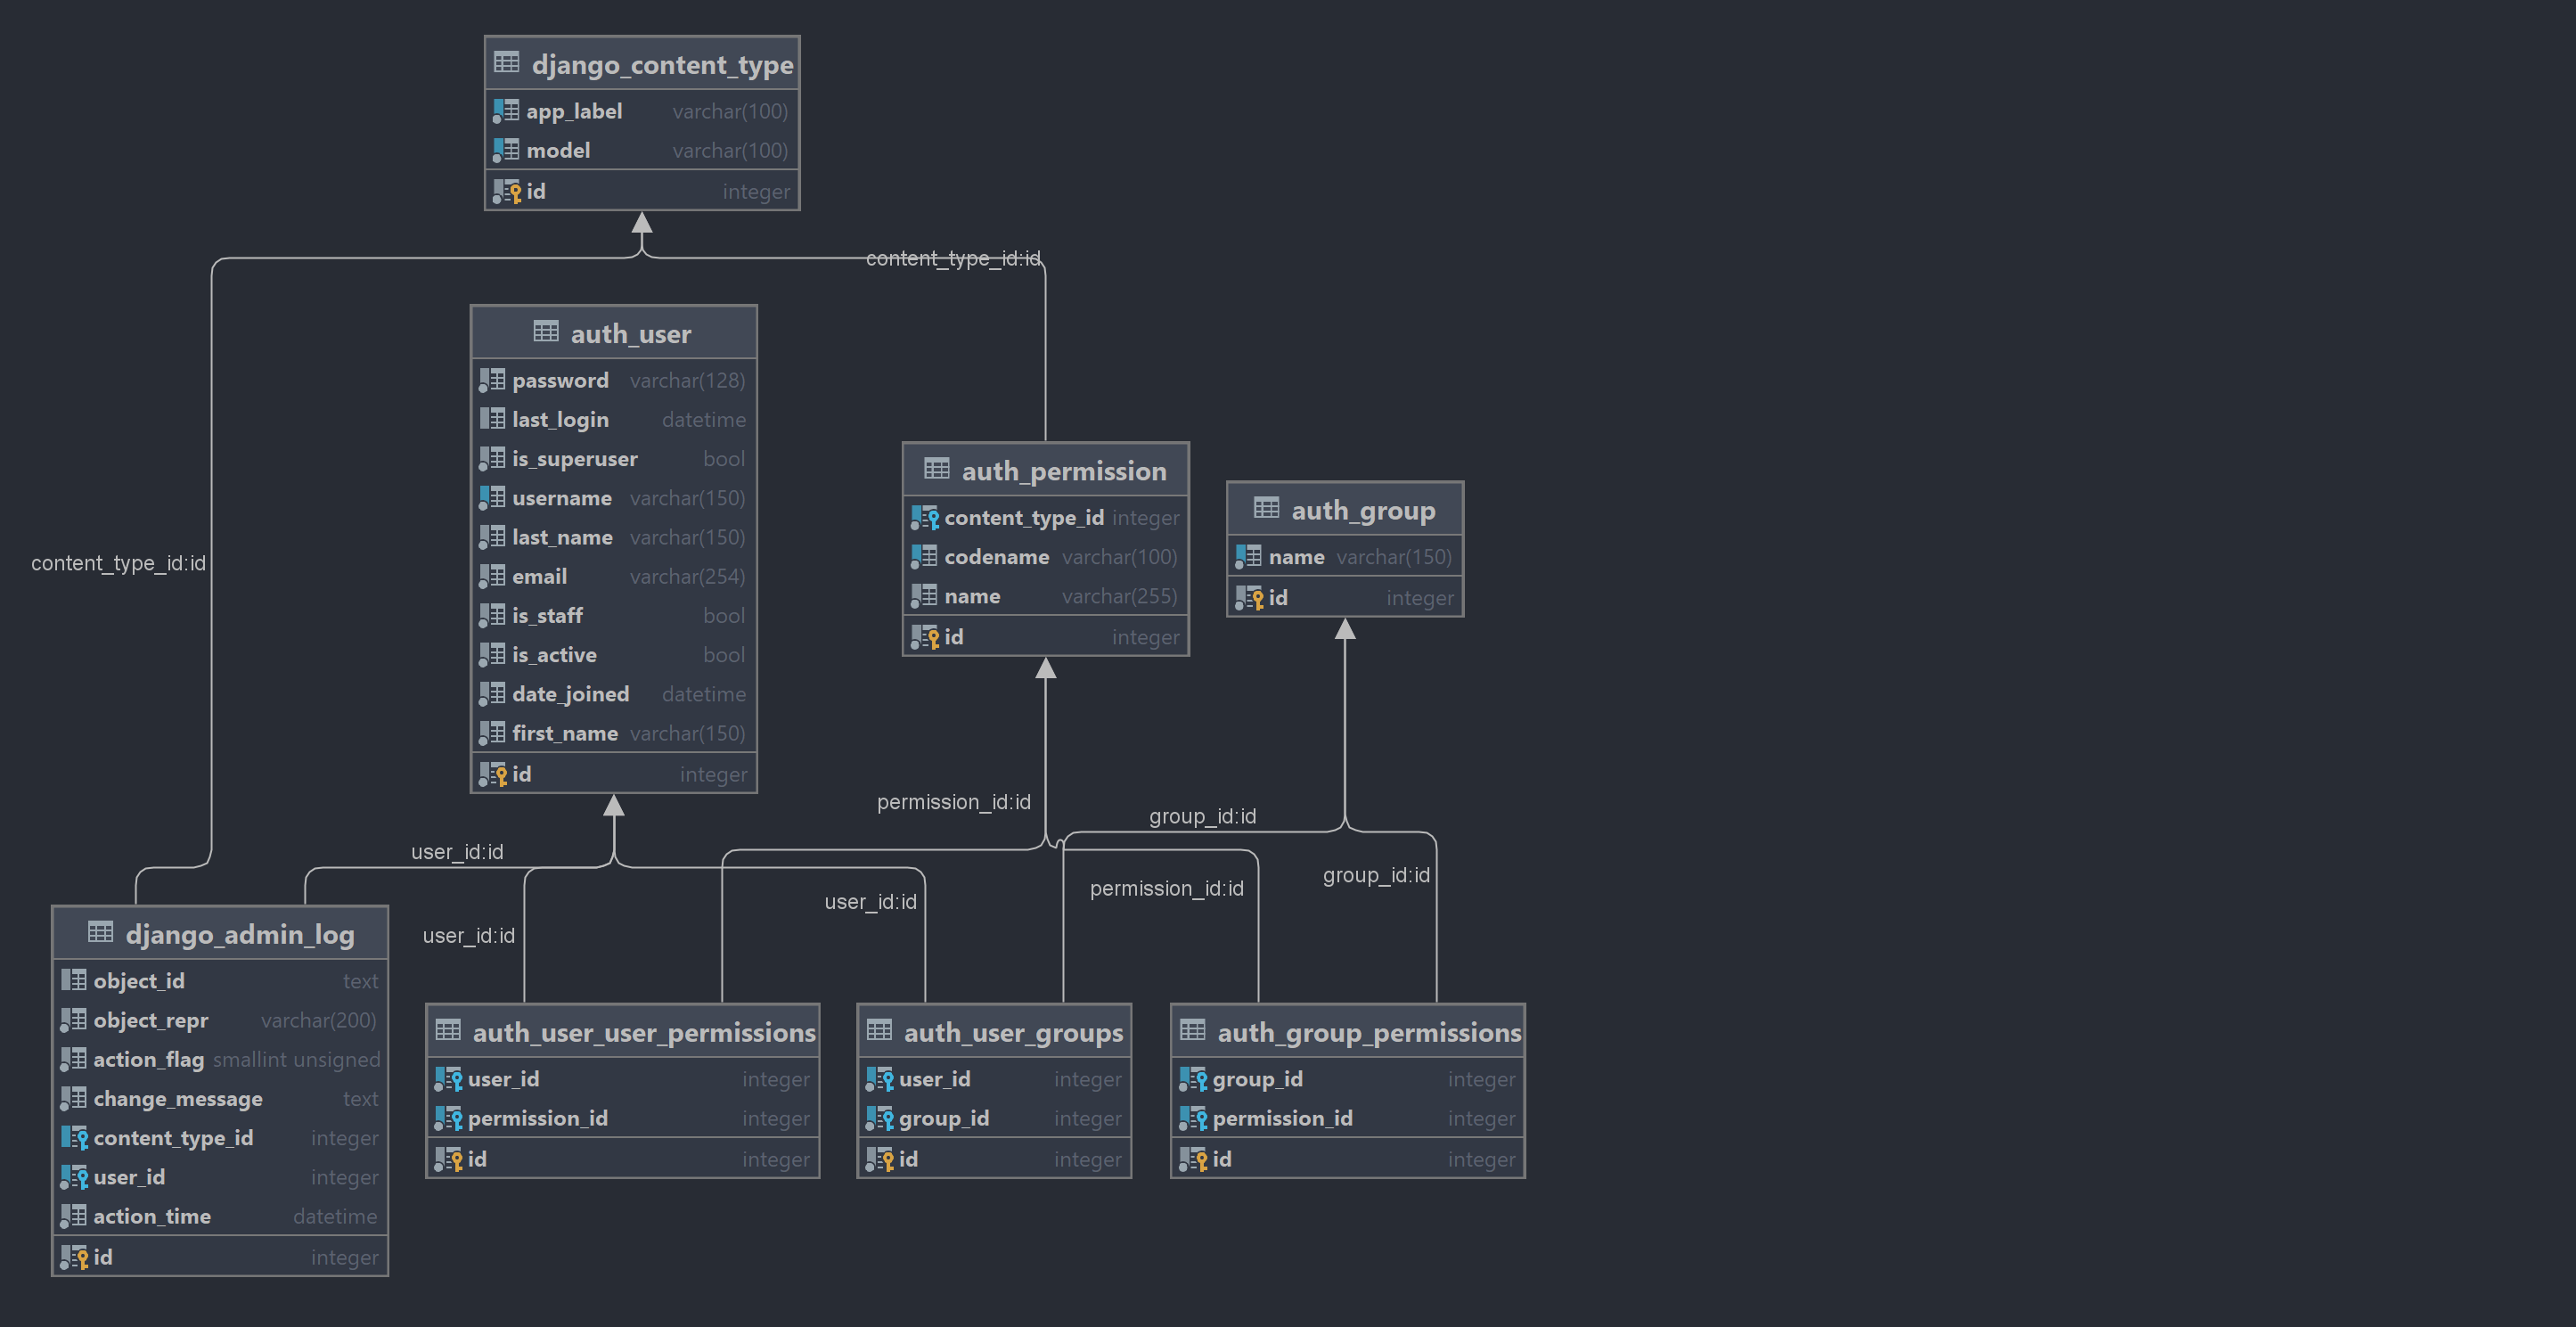 django_content_type
app_label varchar(100)
model varchar(100)
id integer
content_type_id:id
auth_user
password varchar(128)
last_login datetime
is_superuser bool
username varchar(150)
last_name varchar(150)
email varchar(254)
is_staff bool
is_active bool
date_joined datetime
first_name varchar(150)
id integer
auth_permission
content_type_id integer
codename varchar(100)
name varchar(255)
id integer
auth_group
name varchar(150)
id integer
content_type_id:id
permission_id:id
group_id:id
user_id:id
group_id:id
permission_id:id
user_id:id
user_id:id
django_admin_log
object_id text
object_repr varchar(200)
action_flag smallint unsigned
change_message text
content_type_id integer
user_id integer
action_time datetime
id integer
auth_user_user_permissions
user_id integer
permission_id integer
id integer
auth_user_groups
user_id integer
group_id integer
id integer
auth_group_permissions
group_id integer
permission_id integer
id integer